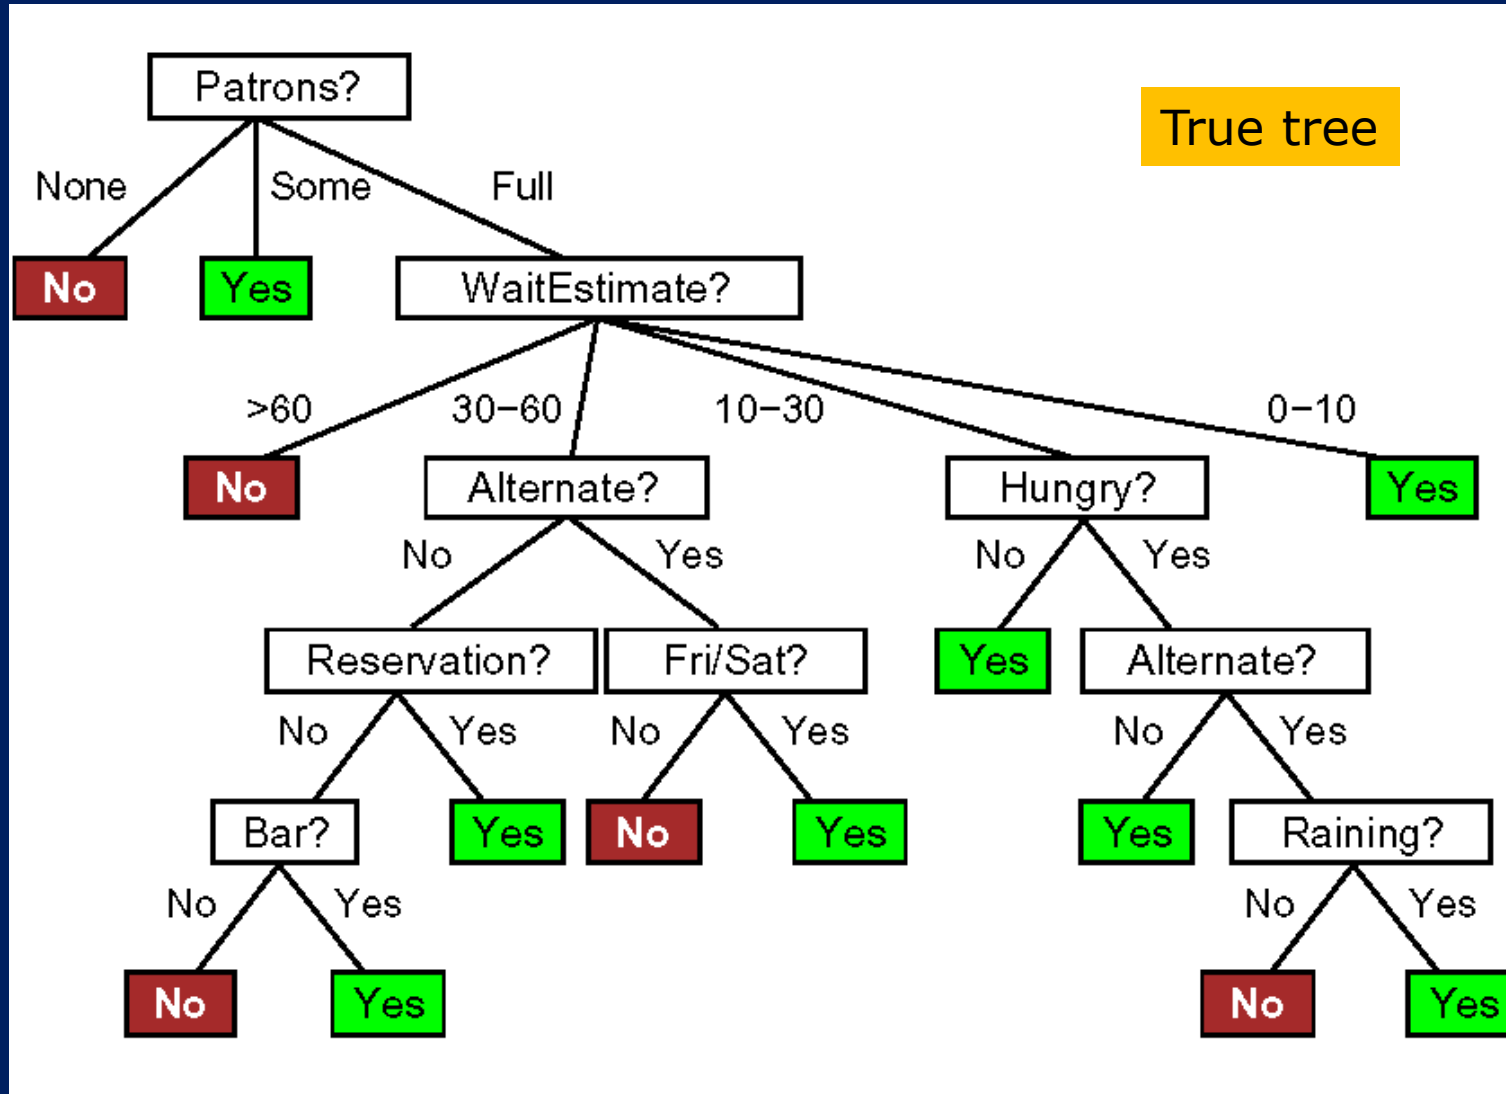 Patrons?
True tree
None Some Full
No Yes WaitEstimate?
>60 30−60 10−30 0−10
No Alternate? Hungry? Yes
No Yes No Yes
Reservation? Fri/Sat? Yes Alternate?
No Yes No Yes No Yes
Bar? Yes No Yes Yes Raining?
No Yes No Yes
No Yes No Yes